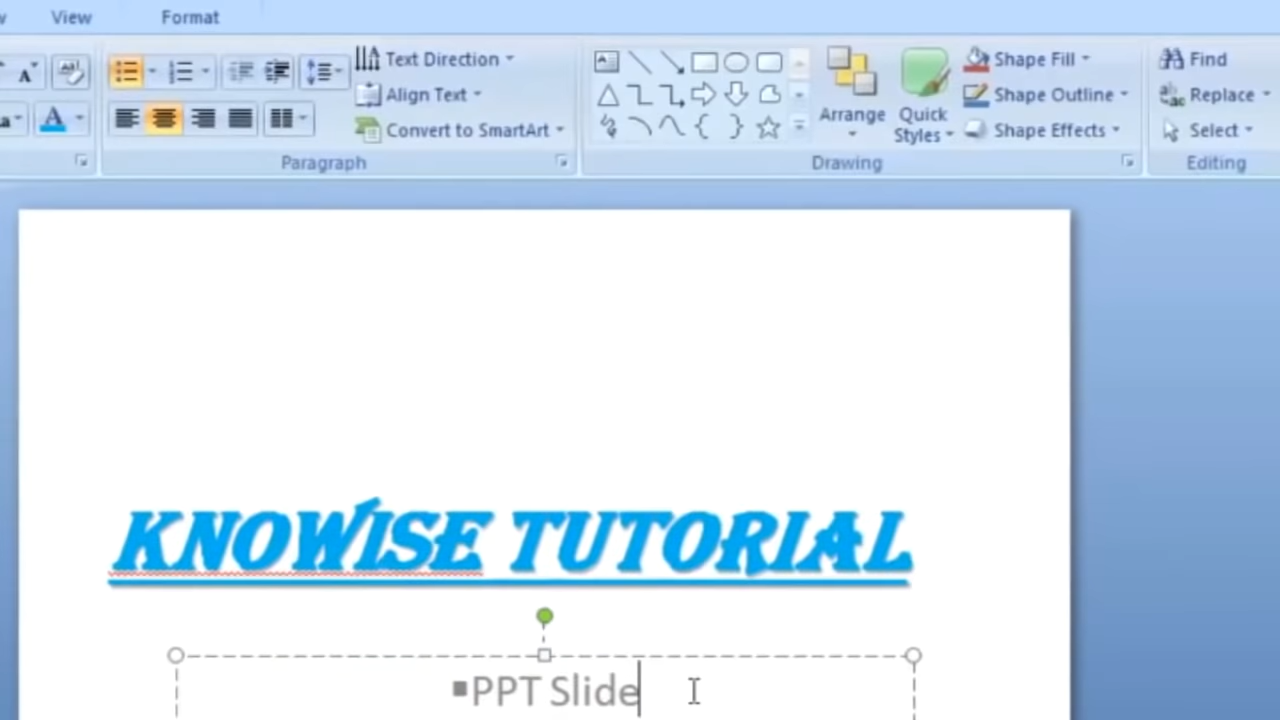 View Format
Text Direction
Align Text
Convert to SmartArt
Paragraph
Arrange
Quick Styles
Shape Fill
Shape Outline
Shape Effects
Drawing
Find
Replace
Select
Editing
KNOWISE TUTORIAL
▪PPT Slide